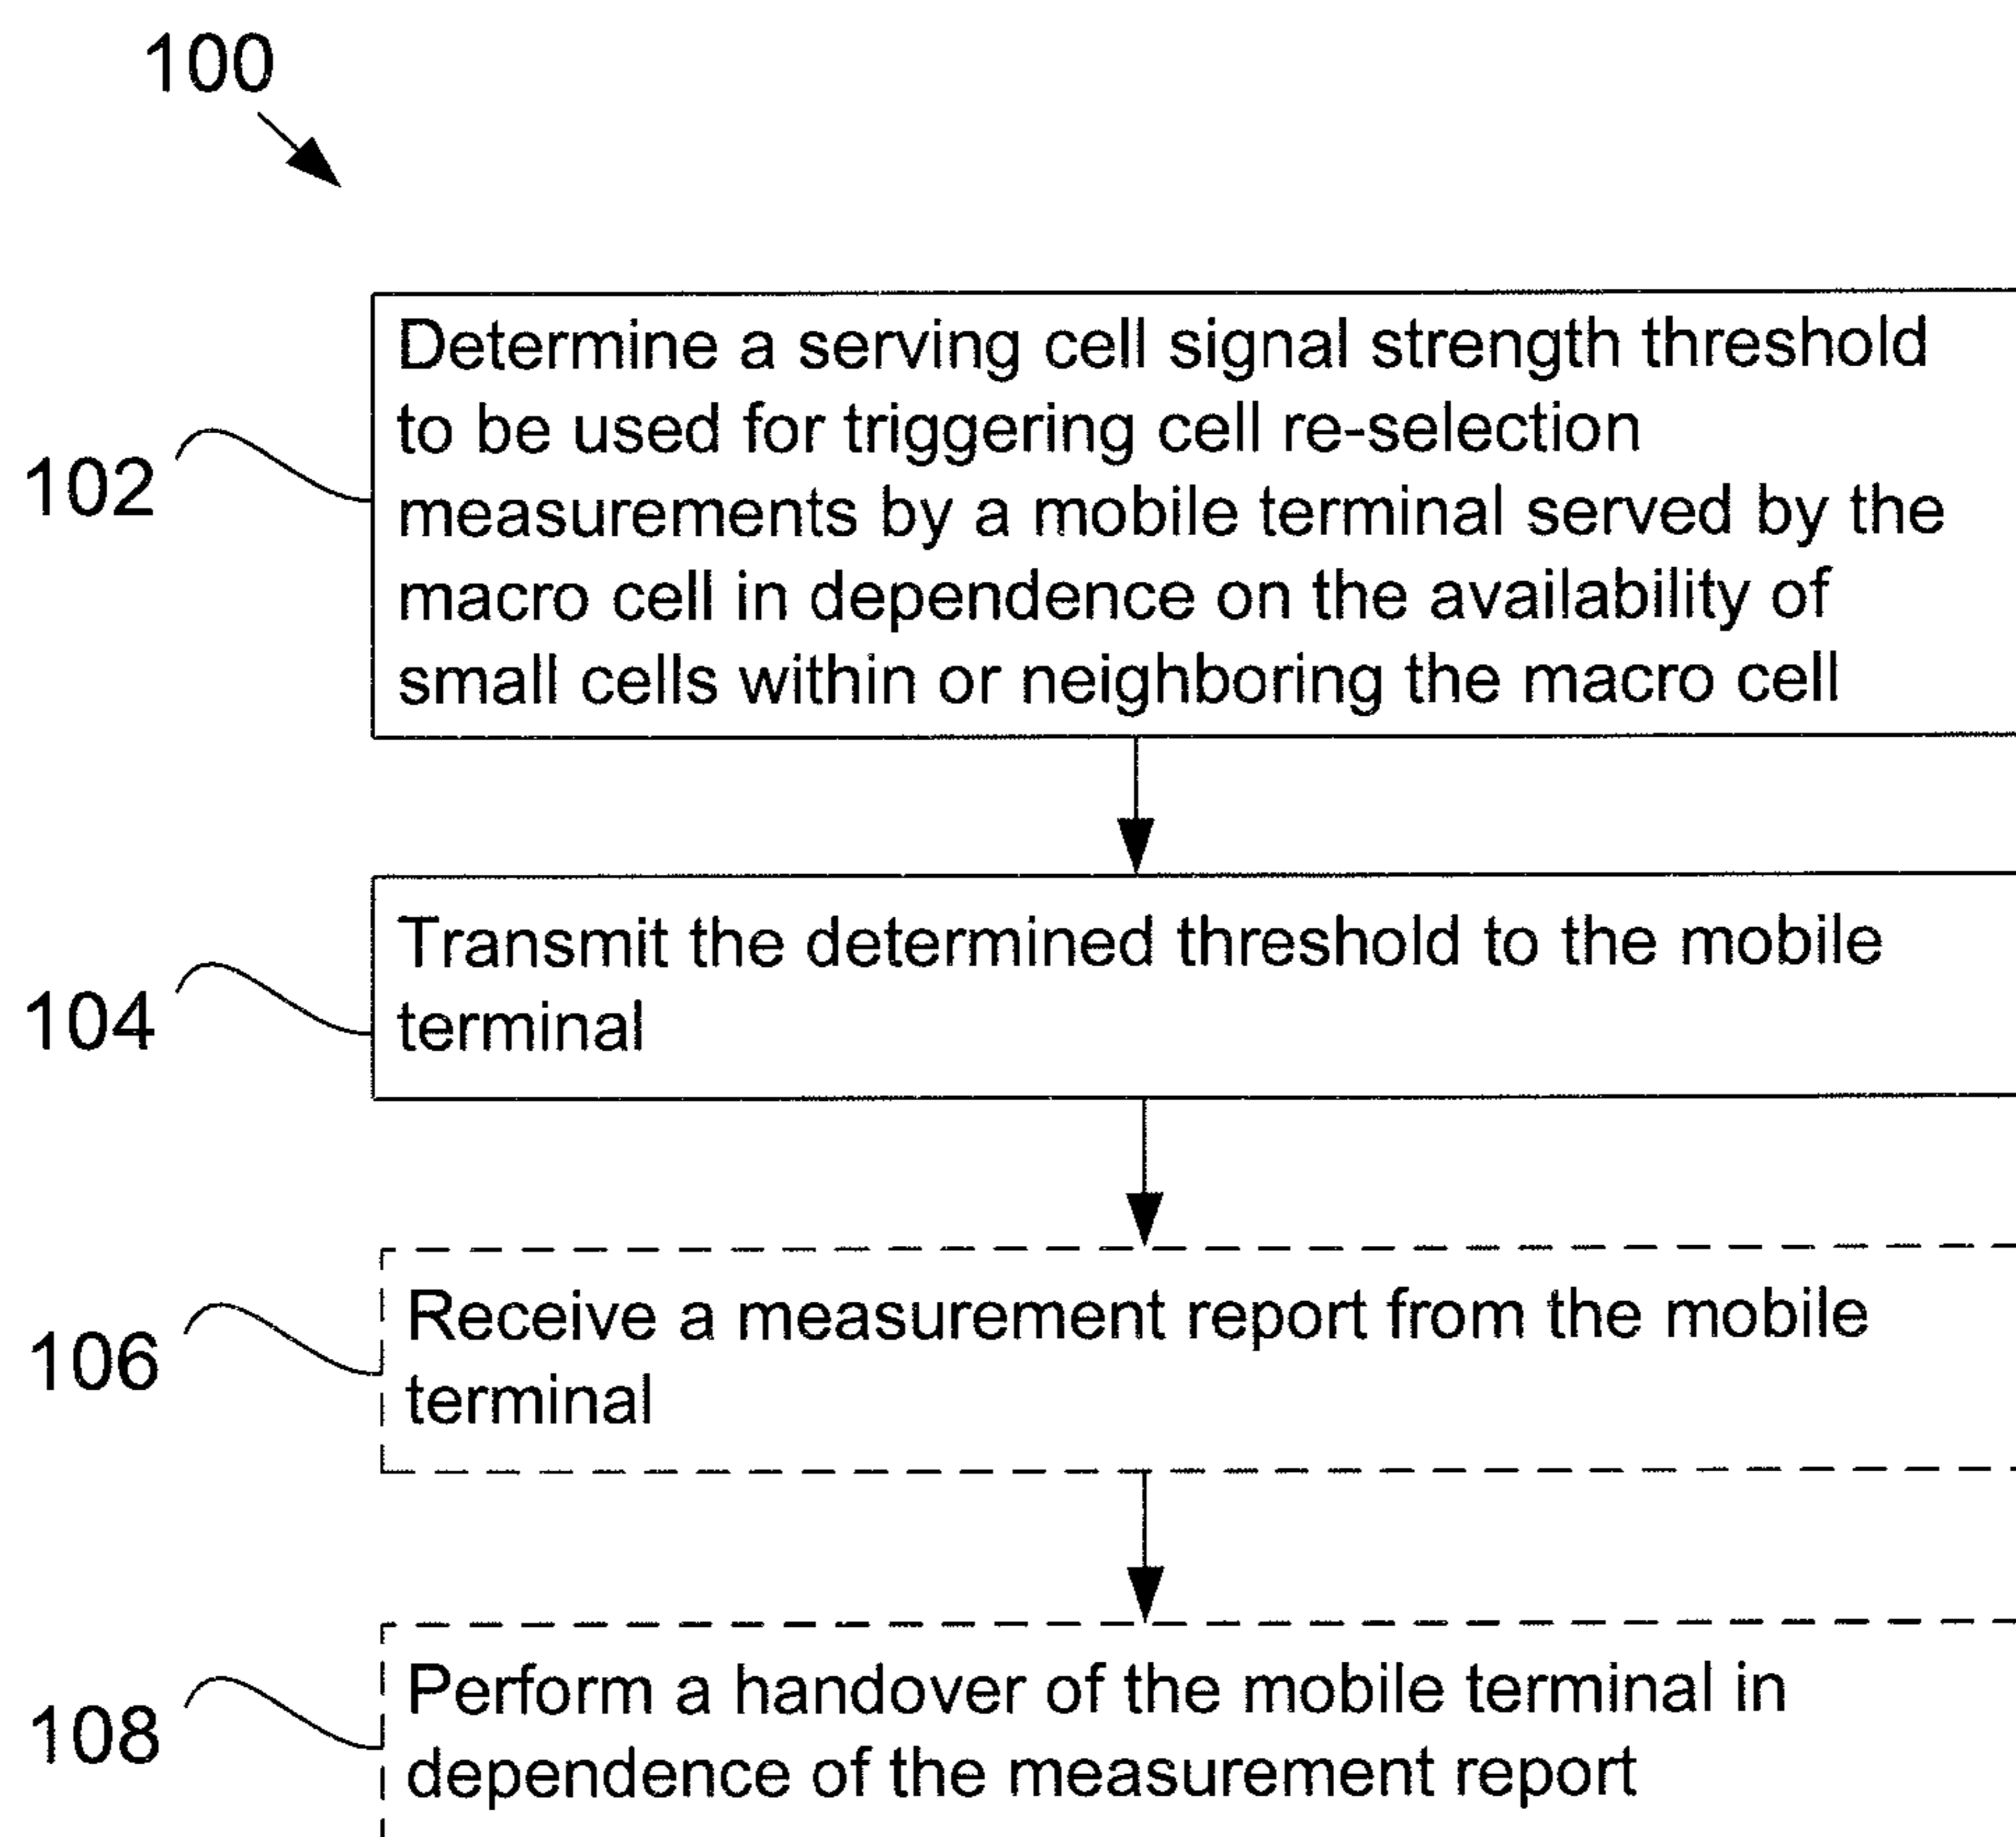 100
102
Determine a serving cell signal strength threshold
to be used for triggering cell re-selection
measurements by a mobile terminal served by the
macro cell in dependence on the availability of
small cells within or neighboring the macro cell
104
Transmit the determined threshold to the mobile
terminal
106
Receive a measurement report from the mobile
terminal
108
Perform a handover of the mobile terminal in
dependence of the measurement report